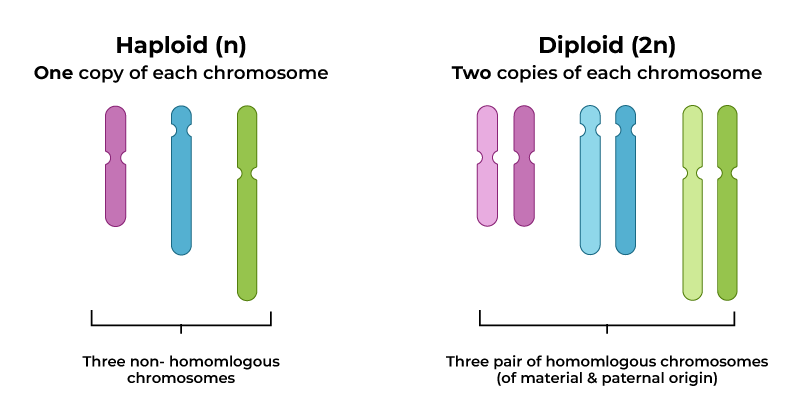 Haploid (n)
One copy of each chromosome
Three non- homomlogous
chromosomes
Diploid (2n)
Two copies of each chromosome
Three pair of homomlogous chromosomes
(of material & paternal origin)